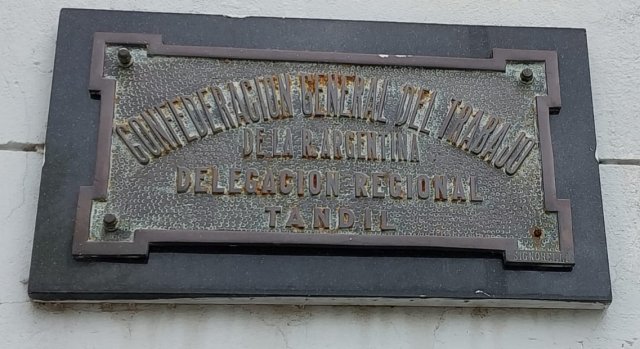 CONFEDERACION GENERAL DEL TRABAJO
DE LA R. ARGENTINA
DELEGACION REGIONAL
TANDIL